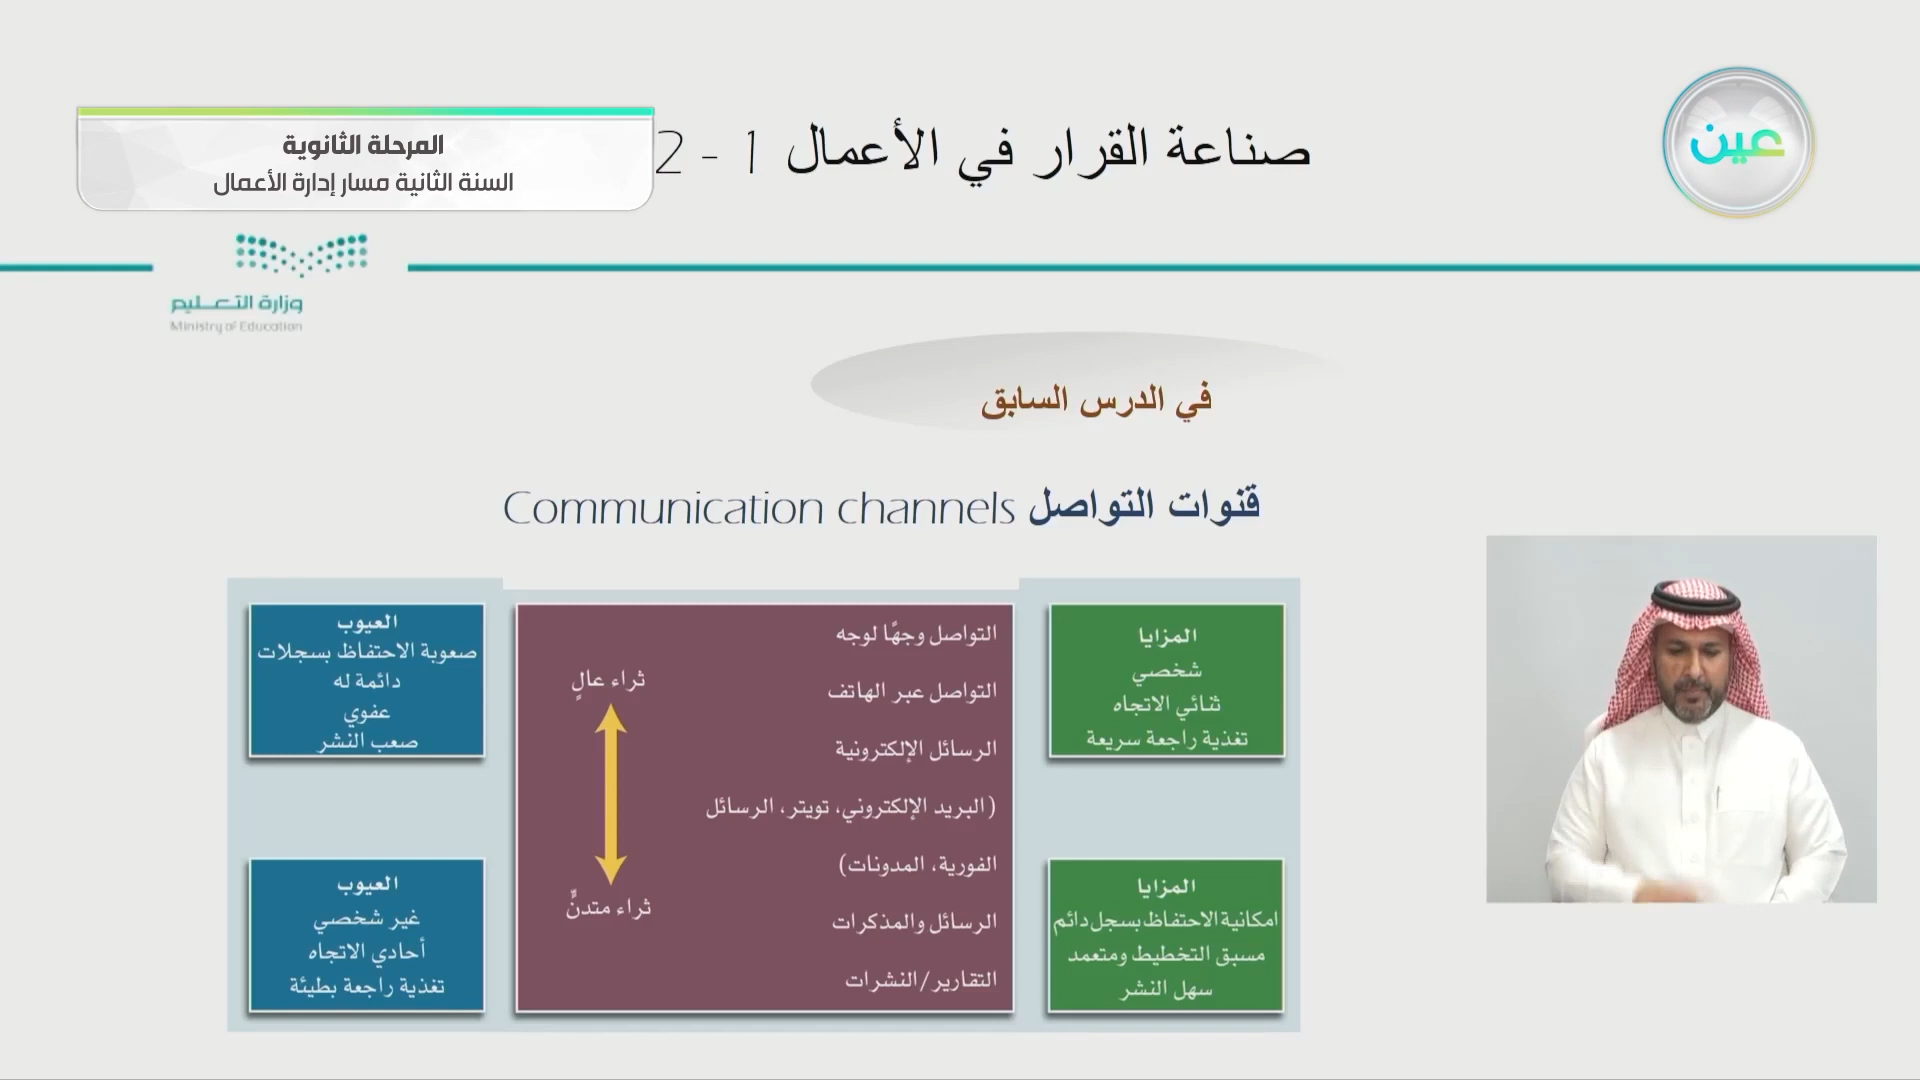 صناعة القرار في الأعمال 1 - 2
المرحلة الثانوية
السنة الثانية مسار إدارة الأعمال
عين
وزارة التعليم
Ministry of Education
في الدرس السابق
قنوات التواصل Communication channels
المزايا
شخصي
ثنائي الاتجاه
تغذية راجعة سريعة
المزايا
امكانية الاحتفاظ بسجل دائم
مسبق التخطيط ومتعمد
سهل النشر
التواصل وجهًا لوجه
التواصل عبر الهاتف
الرسائل الإلكترونية
(البريد الإلكتروني، تويتر، الرسائل
الفورية، المدونات)
الرسائل والمذكرات
التقارير/النشرات
ثراء عالٍ
ثراء متدنٍّ
العيوب
صعوبة الاحتفاظ بسجلات
دائمة له
عفوي
صعب النشر
العيوب
غير شخصي
أحادي الاتجاه
تغذية راجعة بطيئة